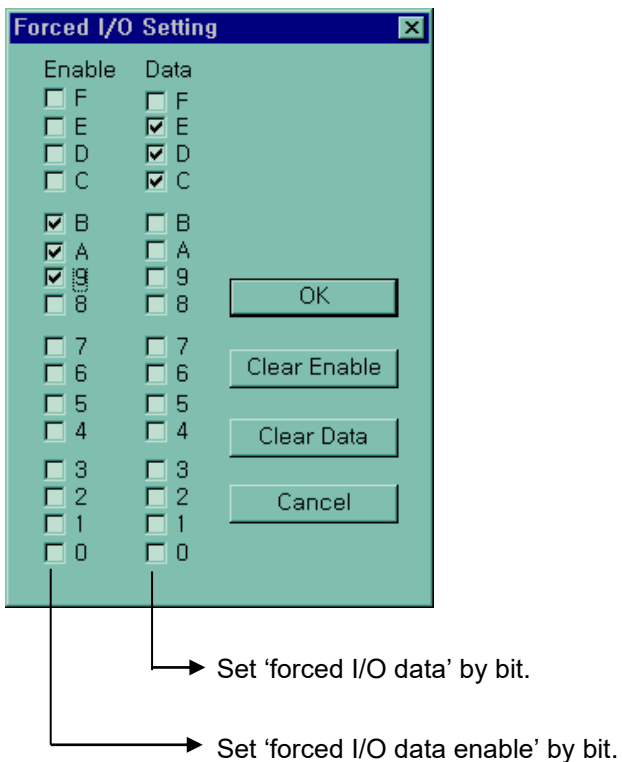 Forced I/O Setting
Enable Data
F F
E E
D D
C C
B B
A A
9 9
8 8
OK
7 7
6 6
Clear Enable
5 5
4 4
Clear Data
3 3
2 2
Cancel
1 1
0 0
Set ‘forced I/O data’ by bit.
Set ‘forced I/O data enable’ by bit.